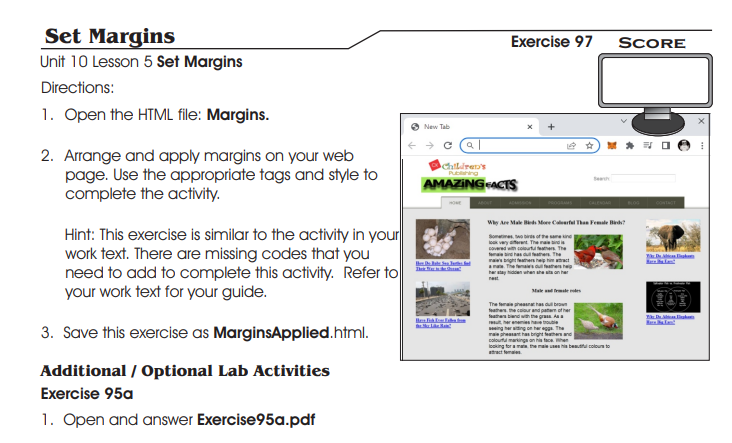 Set Margins
Exercise 97
SCORE
Unit 10 Lesson 5 Set Margins
Directions:
1. Open the HTML file: Margins.
2. Arrange and apply margins on your web
page. Use the appropriate tags and style to
complete the activity.
Hint: This exercise is similar to the activity in your
work text. There are missing codes that you
need to add to complete this activity. Refer to
your work text for your guide.
3. Save this exercise as MarginsApplied.html.
Additional / Optional Lab Activities
Exercise 95a
1. Open and answer Exercise95a.pdf
New Tab
Children's
Publishing
AMAZING FACTS
Search:
HOME ABOUT ADMISSION PROGRAMS CALENDAR BLOG CONTACT
How Do Baby Sea Turtles find
Their Way to the Ocean?
Have Fish Ever Fallen from
the Sky Like Rain?
Why Are Male Birds More Colourful Than Female Birds?
Sometimes, two birds of the same kind
look very different. The male bird is
covered with colourful feathers. The
female bird has dull feathers. The
male's bright feathers help him attract
a mate. The female's dull feathers help
her stay hidden when she sits on her
nest.
Male and female roles
The female pheasant has dull brown
feathers. the colour and pattern of her
feathers blend with the grass. As a
result, her enemies have trouble
seeing her sitting on her eggs. The
male pheasant has bright feathers and
colourful markings on his face. When
looking for a mate, the male uses his beautiful colours to
attract females.
Why Do African Elephants
Have Big Ears?
Why Do African Elephants
Have Big Ears?